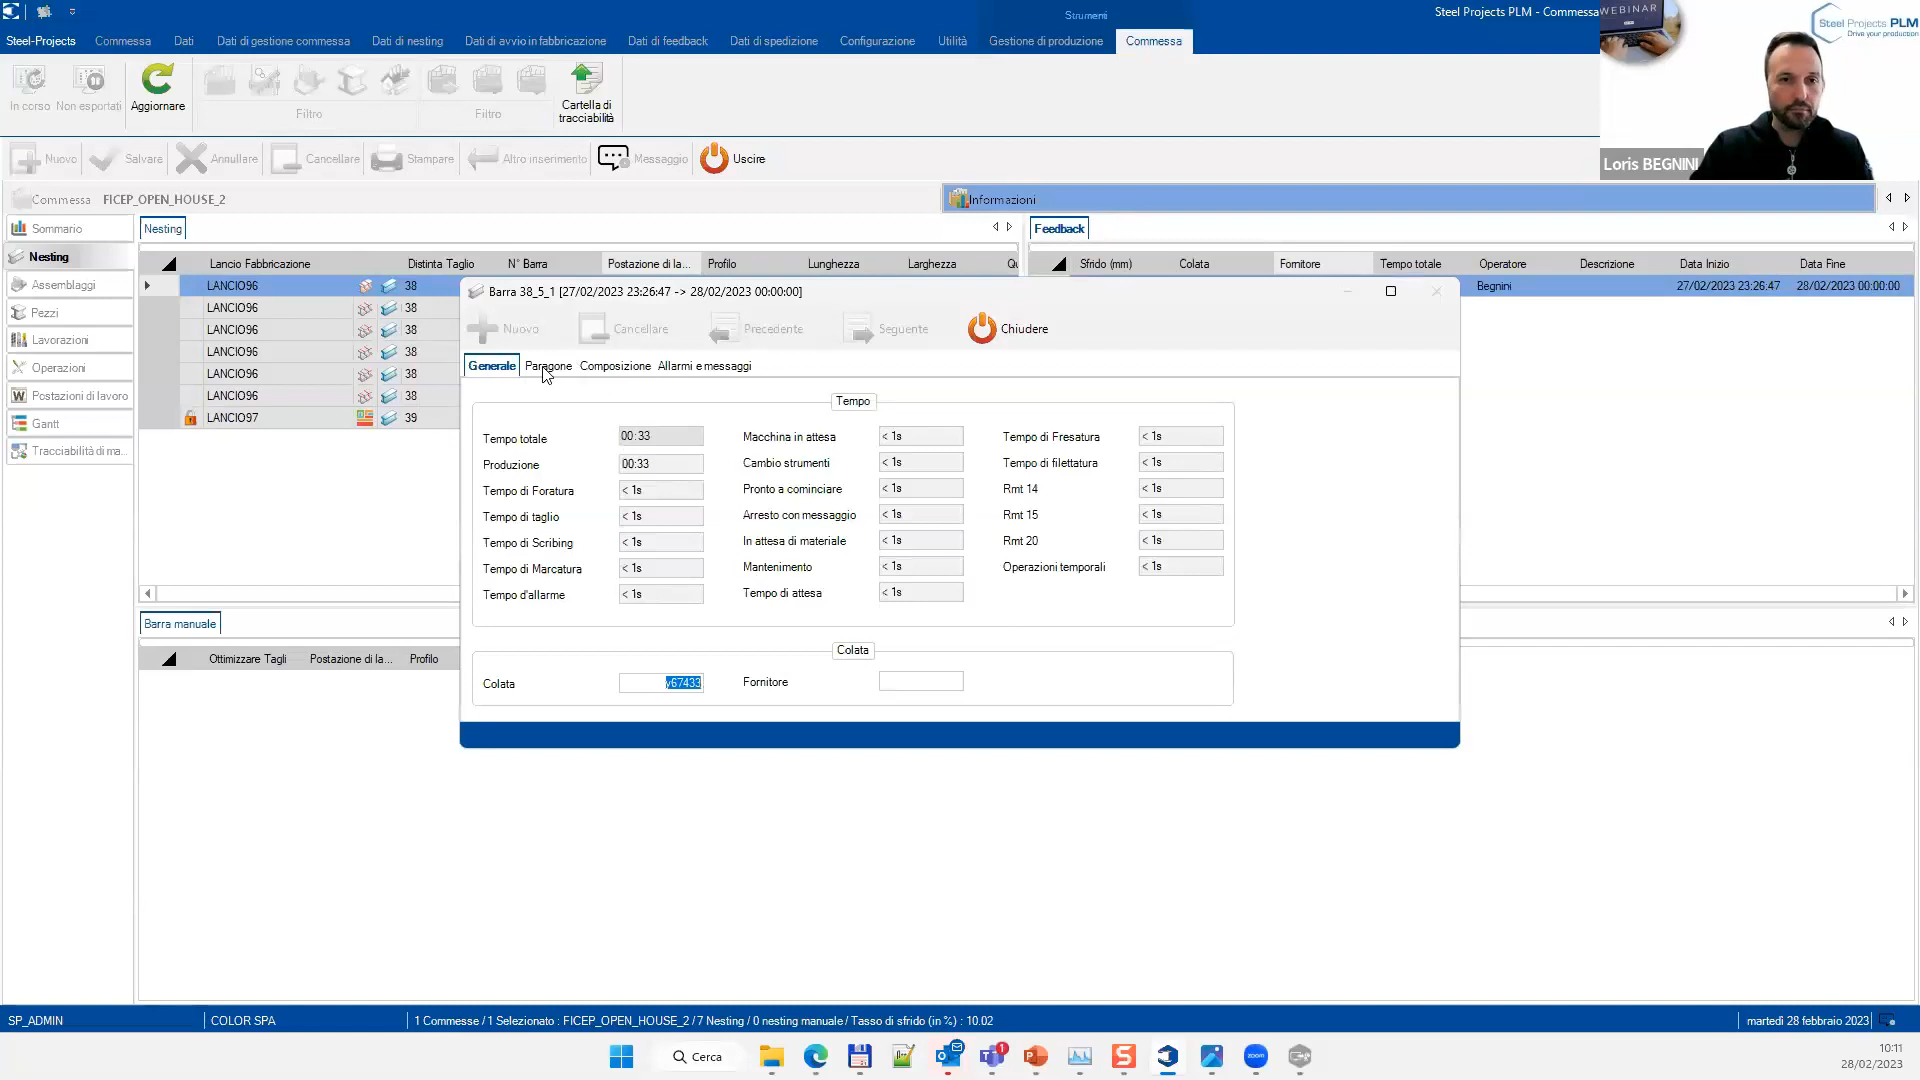 Strumenti
Steel Projects PLM - Commessa
WEBINAR
Steel Projects PLM
Drive your production
Steel-Projects Commessa Dati Dati di gestione commessa Dati di nesting Dati di avvio in fabbricazione Dati di feedback Dati di spedizione Configurazione Utilità Gestione di produzione Commessa
In corso Non esportati Aggiornare Filtro Filtro Cartella di tracciabilità
Nuovo Salvare Annullare Cancellare Stampare Altro inserimento Messaggio Uscire
Loris BEGNINI
Commessa FICEP_OPEN_HOUSE_2 Informazioni
Sommario Nesting Feedback
Nesting
Assemblaggi
Pezzi
Lavorazioni
Operazioni
Postazioni di lavoro
Gantt
Tracciabilità di ma...
Lancio Fabbricazione Distinta Taglio N° Barra Postazione di la... Profilo Lunghezza Larghezza Qu
LANCIO96 38
LANCIO96 38
LANCIO96 38
LANCIO96 38
LANCIO96 38
LANCIO96 38
LANCIO97 39
Sfrido (mm) Colata Fornitore Tempo totale Operatore Descrizione Data Inizio Data Fine
Begnini 27/02/2023 23:26:47 28/02/2023 00:00:00
Barra 38_5_1 [27/02/2023 23:26:47 -> 28/02/2023 00:00:00]
Nuovo Cancellare Precedente Seguente Chiudere
Generale Paragone Composizione Allarmi e messaggi
Tempo
Tempo totale 00:33 Macchina in attesa < 1s Tempo di Fresatura < 1s
Produzione 00:33 Cambio strumenti < 1s Tempo di filettatura < 1s
Tempo di Foratura < 1s Pronto a cominciare < 1s Rmt 14 < 1s
Tempo di taglio < 1s Arresto con messaggio < 1s Rmt 15 < 1s
Tempo di Scribing < 1s In attesa di materiale < 1s Rmt 20 < 1s
Tempo di Marcatura < 1s Mantenimento < 1s Operazioni temporali < 1s
Tempo d'allarme < 1s Tempo di attesa < 1s
Colata
Colata y67433 Fornitore
Barra manuale
Ottimizzare Tagli Postazione di la... Profilo
SP_ADMIN COLOR SPA 1 Commesse / 1 Selezionato : FICEP_OPEN_HOUSE_2 / 7 Nesting / 0 nesting manuale / Tasso di sfrido (in %) : 10.02 martedì 28 febbraio 2023
Cerca
1
zoom
10:11
28/02/2023